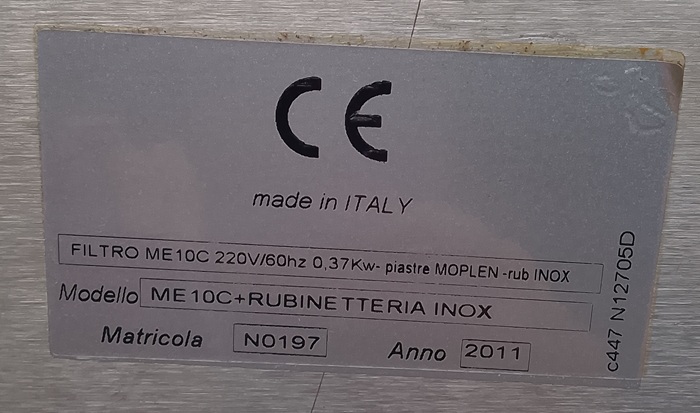 CE
made in ITALY
FILTRO ME10C 220V/60hz 0,37Kw- piastre MOPLEN -rub INOX
Modello ME10C+RUBINETTERIA INOX
Matricola N0197 Anno 2011
c447 N12705D